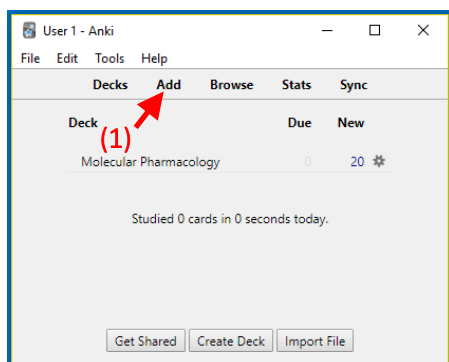 User 1 - Anki
File Edit Tools Help
Decks Add Browse Stats Sync
Deck Due New
(1)
Molecular Pharmacology 0 20
Studied 0 cards in 0 seconds today.
Get Shared Create Deck Import File